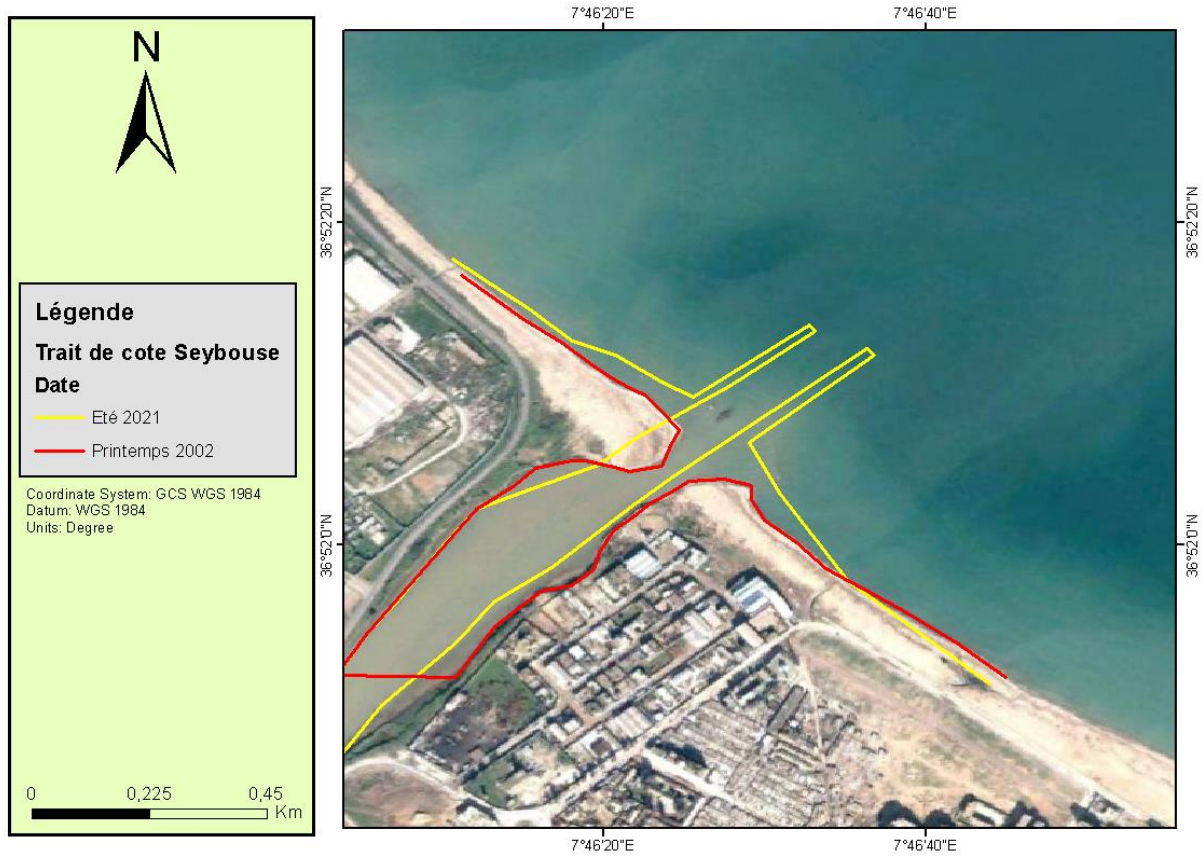 N
Légende
Trait de cote Seybouse
Date
Eté 2021
Printemps 2002
Coordinate System: GCS WGS 1984
Datum: WGS 1984
Units: Degree
0 0,225 0,45
Km
7°46'20"E 7°46'40"E
36°52'20"N 36°52'20"N
36°52'0"N 36°52'0"N
7°46'20"E 7°46'40"E